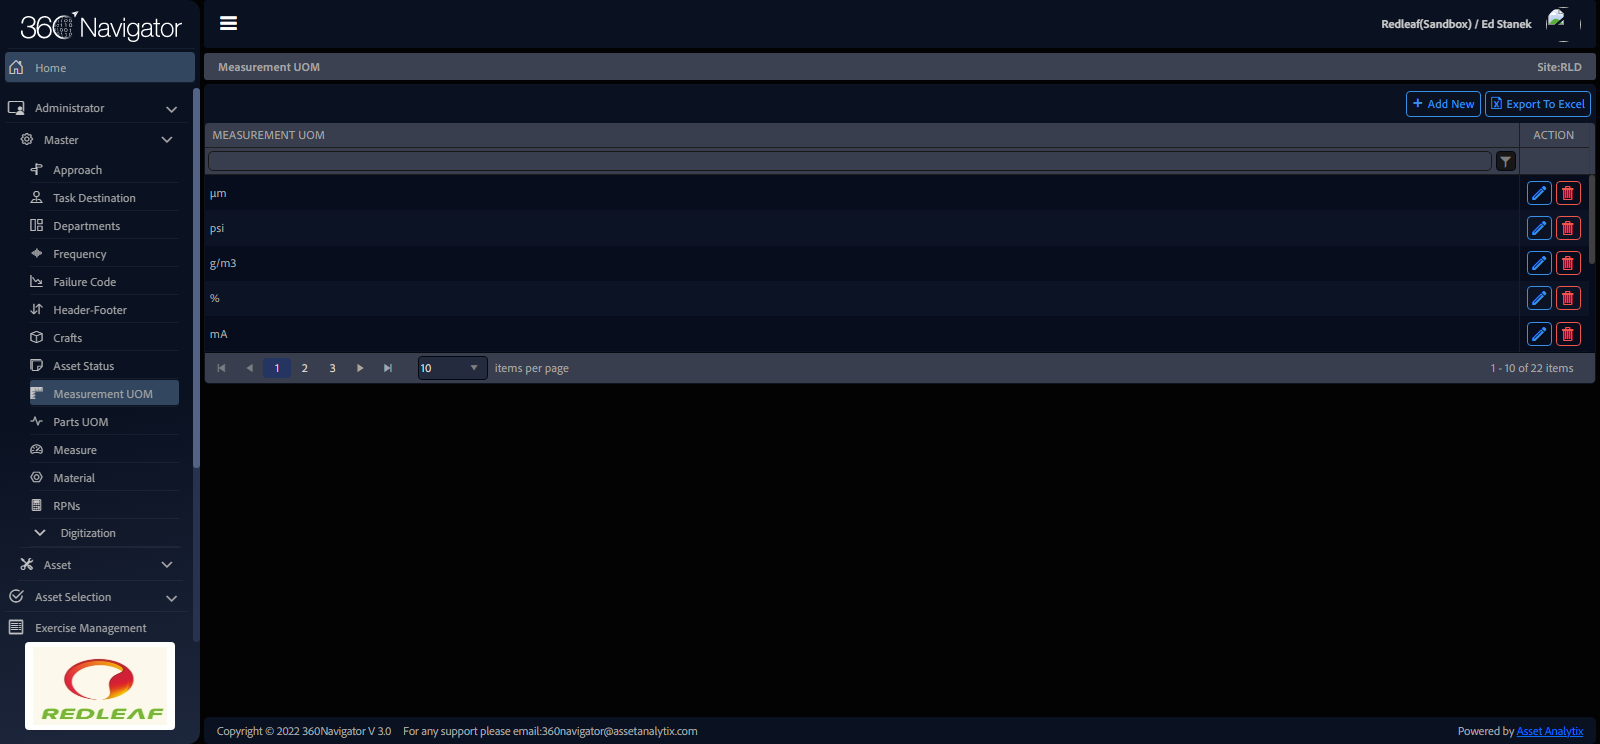 360 Navigator
Redleaf(Sandbox) / Ed Stanek
Home
Measurement UOM
Site:RLD
Administrator
Master
Approach
Task Destination
Departments
Frequency
Failure Code
Header-Footer
Crafts
Asset Status
Measurement UOM
Parts UOM
Measure
Material
RPNs
Digitization
Asset
Asset Selection
Exercise Management
REDLEAF
+ Add New
Export To Excel
MEASUREMENT UOM
ACTION
µm
psi
g/m3
%
mA
1 2 3
10
items per page
1 - 10 of 22 items
Copyright © 2022 360Navigator V 3.0 For any support please email:360navigator@assetanalytix.com
Powered by Asset Analytix